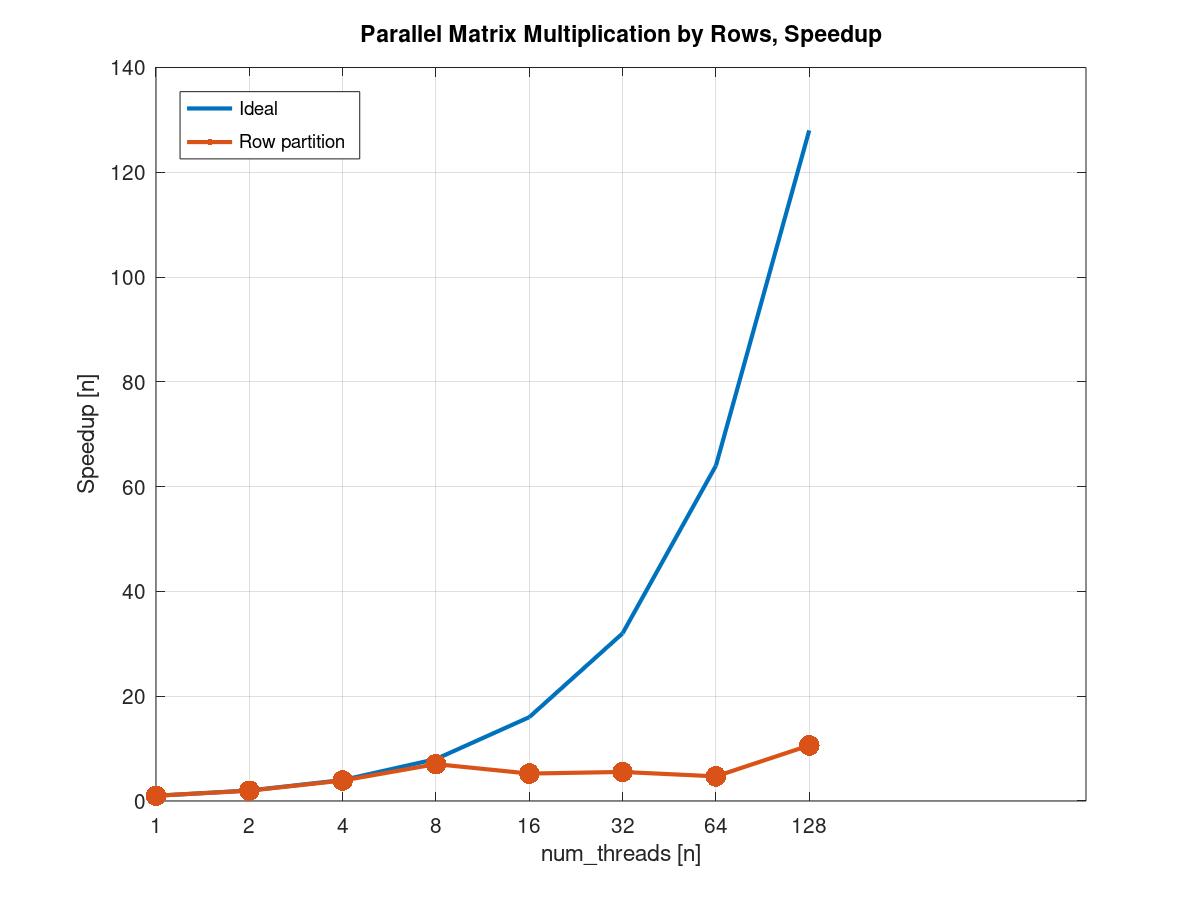 Parallel Matrix Multiplication by Rows, Speedup
140
120
100
80
60
40
20
0
Ideal
Row partition
Speedup [n]
1 2 4 8 16 32 64 128
num_threads [n]